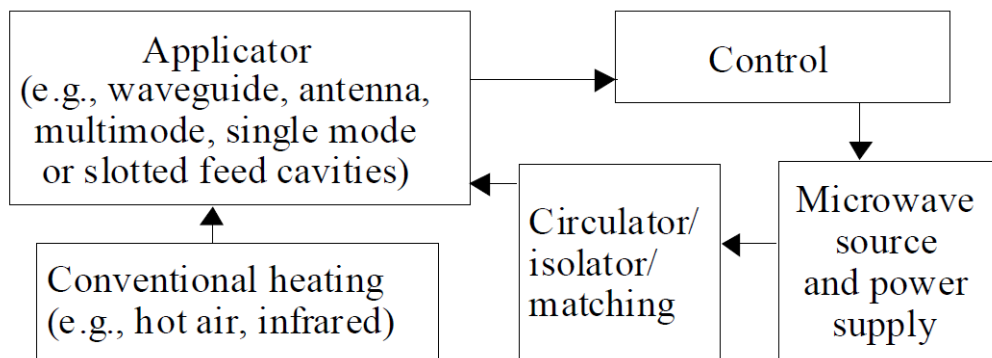 Applicator
(e.g., waveguide, antenna,
multimode, single mode
or slotted feed cavities)
Control
Conventional heating
(e.g., hot air, infrared)
Circulator/
isolator/
matching
Microwave
source
and power
supply